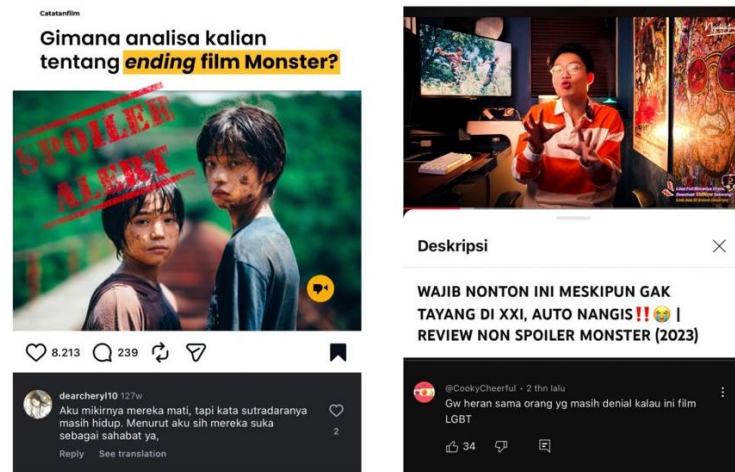 Catatanfilm
Gimana analisa kalian
tentang ending film Monster?
SPOILER
ALERT
8.213
239
dearcheryl10 127w
Aku mikirnya mereka mati, tapi kata sutradaranya
masih hidup. Menurut aku sih mereka suka
sebagai sahabat ya,
2
Reply See translation
Deskripsi
WAJIB NONTON INI MESKIPUN GAK
TAYANG DI XXI, AUTO NANGIS‼️😭 |
REVIEW NON SPOILER MONSTER (2023)
@CookyCheerful • 2 thn lalu
Gw heran sama orang yg masih denial kalau ini film
LGBT
34